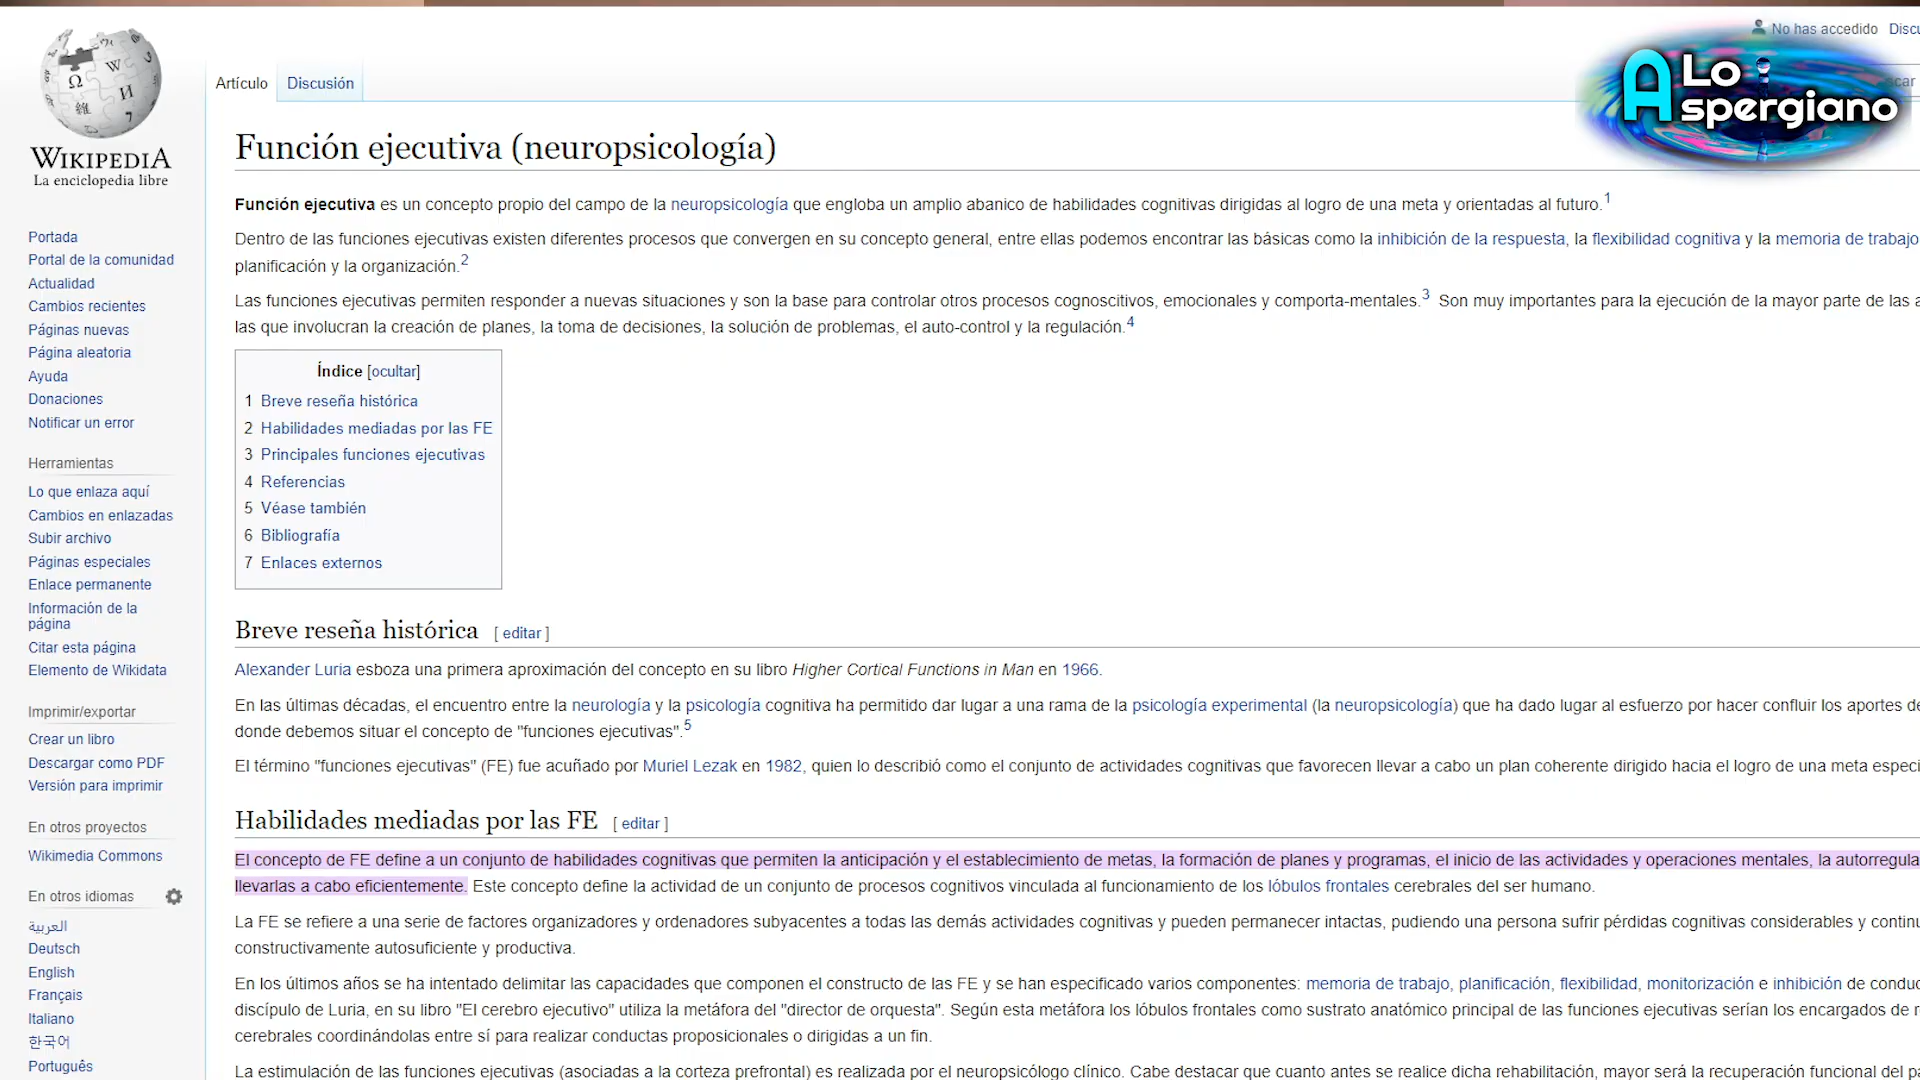 No has accedido Discu
A Lo Aspergiano
WIKIPEDIA
La enciclopedia libre
Artículo Discusión
Función ejecutiva (neuropsicología)
Función ejecutiva es un concepto propio del campo de la neuropsicología que engloba un amplio abanico de habilidades cognitivas dirigidas al logro de una meta y orientadas al futuro.1
Dentro de las funciones ejecutivas existen diferentes procesos que convergen en su concepto general, entre ellas podemos encontrar las básicas como la inhibición de la respuesta, la flexibilidad cognitiva y la memoria de trabajo
planificación y la organización.2
Las funciones ejecutivas permiten responder a nuevas situaciones y son la base para controlar otros procesos cognoscitivos, emocionales y comporta-mentales.3 Son muy importantes para la ejecución de la mayor parte de las a
las que involucran la creación de planes, la toma de decisiones, la solución de problemas, el auto-control y la regulación.4
Índice [ocultar]
1 Breve reseña histórica
2 Habilidades mediadas por las FE
3 Principales funciones ejecutivas
4 Referencias
5 Véase también
6 Bibliografía
7 Enlaces externos
Breve reseña histórica [ editar ]
Alexander Luria esboza una primera aproximación del concepto en su libro Higher Cortical Functions in Man en 1966.
En las últimas décadas, el encuentro entre la neurología y la psicología cognitiva ha permitido dar lugar a una rama de la psicología experimental (la neuropsicología) que ha dado lugar al esfuerzo por hacer confluir los aportes de
donde debemos situar el concepto de "funciones ejecutivas".5
El término "funciones ejecutivas" (FE) fue acuñado por Muriel Lezak en 1982, quien lo describió como el conjunto de actividades cognitivas que favorecen llevar a cabo un plan coherente dirigido hacia el logro de una meta especí
Habilidades mediadas por las FE [ editar ]
El concepto de FE define a un conjunto de habilidades cognitivas que permiten la anticipación y el establecimiento de metas, la formación de planes y programas, el inicio de las actividades y operaciones mentales, la autorregula
llevarlas a cabo eficientemente. Este concepto define la actividad de un conjunto de procesos cognitivos vinculada al funcionamiento de los lóbulos frontales cerebrales del ser humano.
La FE se refiere a una serie de factores organizadores y ordenadores subyacentes a todas las demás actividades cognitivas y pueden permanecer intactas, pudiendo una persona sufrir pérdidas cognitivas considerables y continu
constructivamente autosuficiente y productiva.
En los últimos años se ha intentado delimitar las capacidades que componen el constructo de las FE y se han especificado varios componentes: memoria de trabajo, planificación, flexibilidad, monitorización e inhibición de conduc
discípulo de Luria, en su libro "El cerebro ejecutivo" utiliza la metáfora del "director de orquesta". Según esta metáfora los lóbulos frontales como sustrato anatómico principal de las funciones ejecutivas serían los encargados de r
cerebrales coordinándolas entre sí para realizar conductas proposicionales o dirigidas a un fin.
La estimulación de las funciones ejecutivas (asociadas a la corteza prefrontal) es realizada por el neuropsicólogo clínico. Cabe destacar que cuanto antes se realice dicha rehabilitación, mayor será la recuperación funcional del pa
Portada
Portal de la comunidad
Actualidad
Cambios recientes
Páginas nuevas
Página aleatoria
Ayuda
Donaciones
Notificar un error
Herramientas
Lo que enlaza aquí
Cambios en enlazadas
Subir archivo
Páginas especiales
Enlace permanente
Información de la
página
Citar esta página
Elemento de Wikidata
Imprimir/exportar
Crear un libro
Descargar como PDF
Versión para imprimir
En otros proyectos
Wikimedia Commons
En otros idiomas
العربية
Deutsch
English
Français
Italiano
한국어
Português